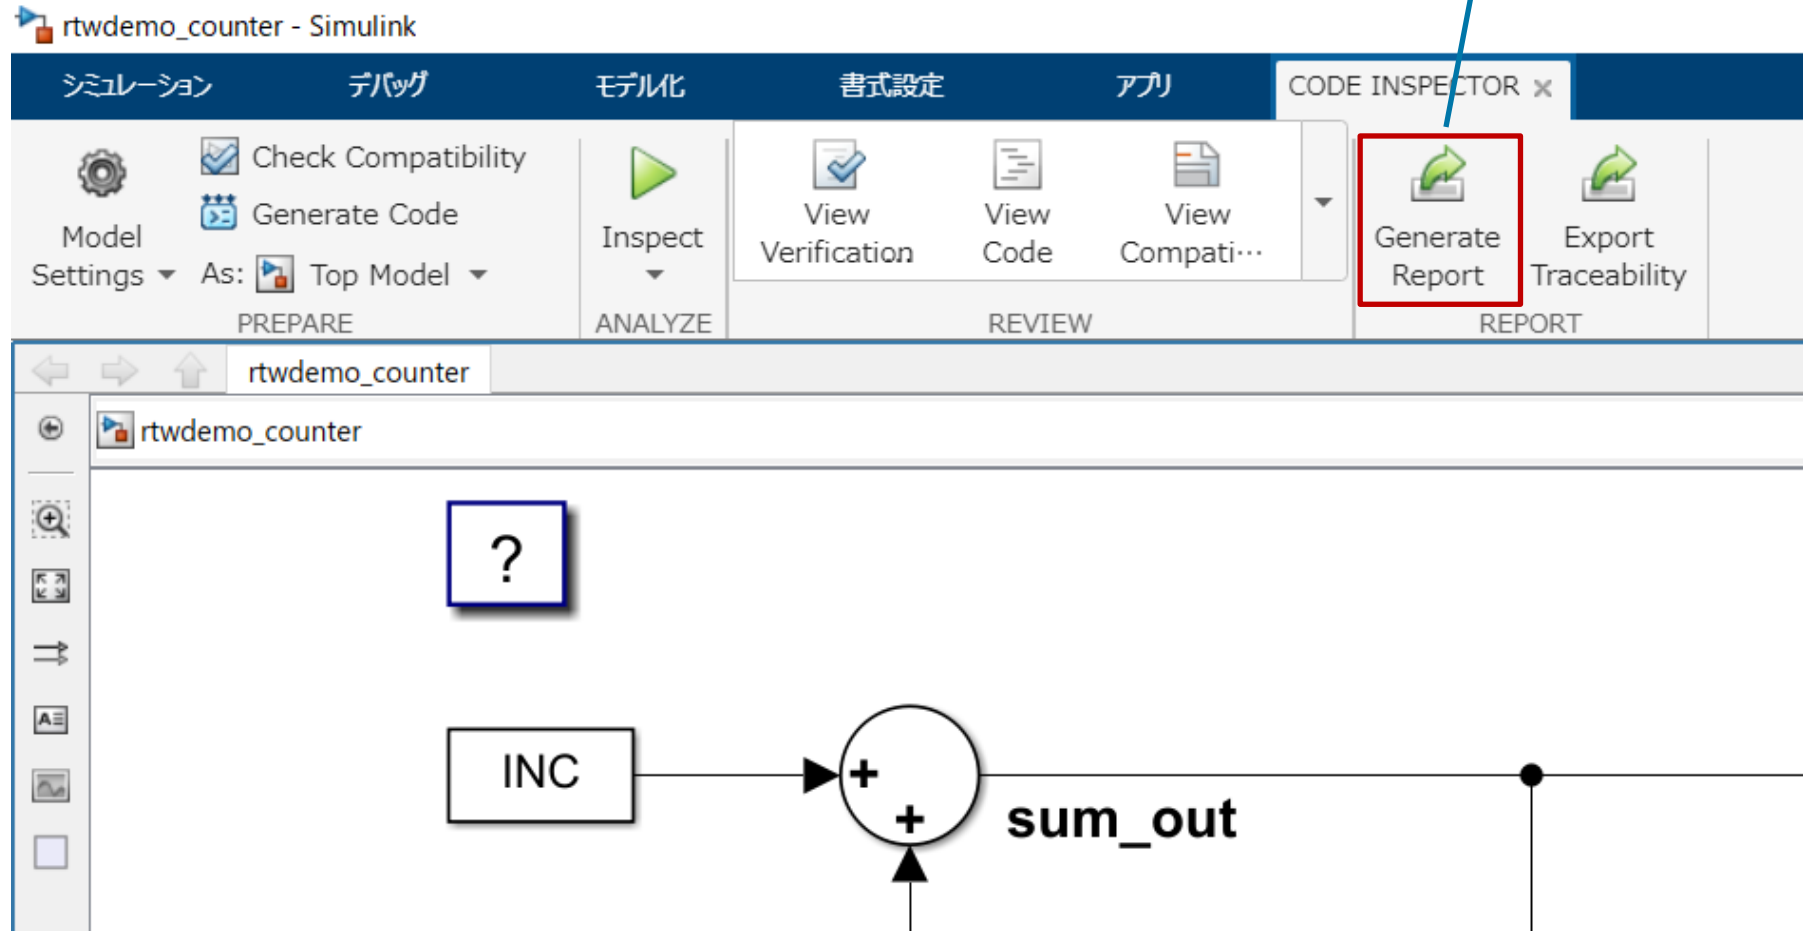 rtwdemo_counter - Simulink
シミュレーション デバッグ モデル化 書式設定 アプリ CODE INSPECTOR ×
Model Settings
Check Compatibility
Generate Code
As: Top Model
PREPARE
Inspect
ANALYZE
View Verification
View Code
View Compati…
REVIEW
Generate Report
Export Traceability
REPORT
rtwdemo_counter
rtwdemo_counter
?
INC
+
+
sum_out